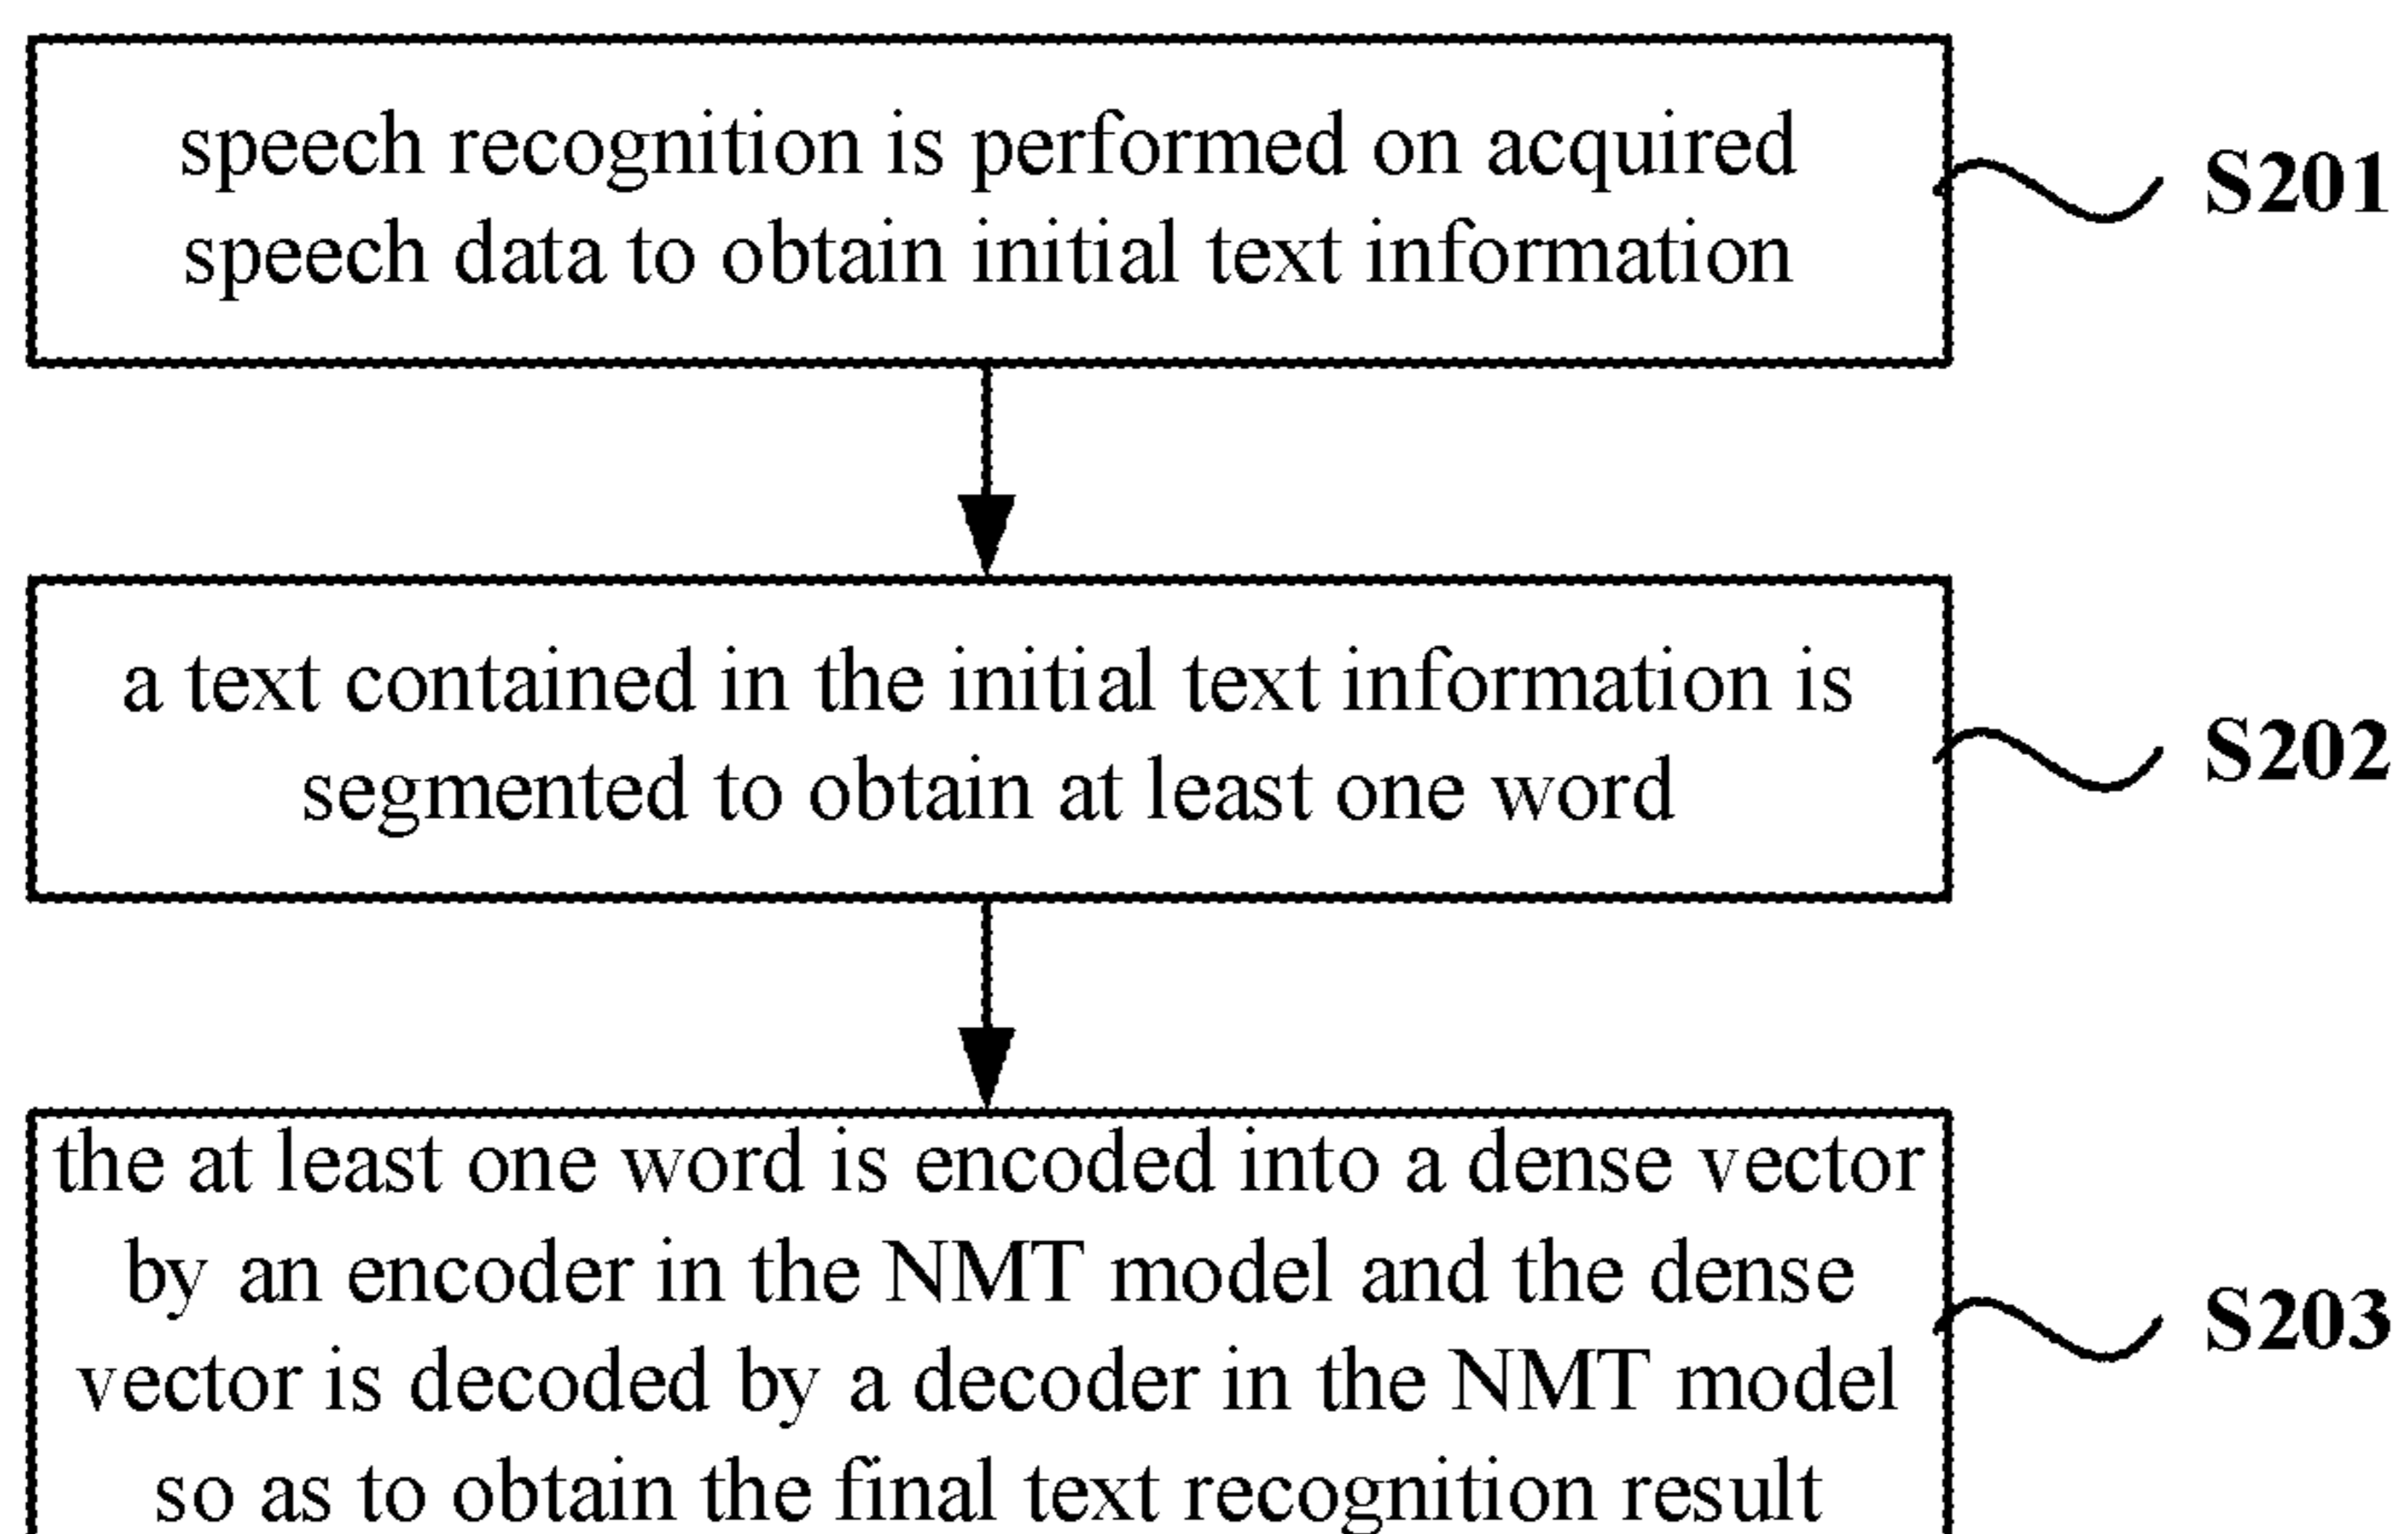 speech recognition is performed on acquired
speech data to obtain initial text information
S201
a text contained in the initial text information is
segmented to obtain at least one word
S202
the at least one word is encoded into a dense vector
by an encoder in the NMT model and the dense
vector is decoded by a decoder in the NMT model
so as to obtain the final text recognition result
S203